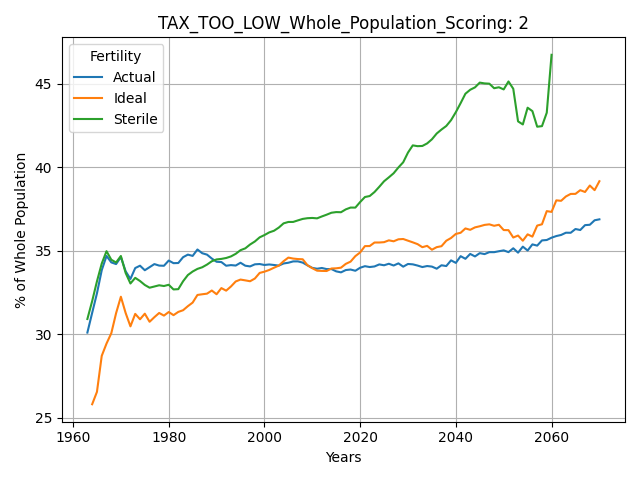 TAX_TOO_LOW_Whole_Population_Scoring: 2
Fertility
Actual
Ideal
Sterile
% of Whole Population
45
40
35
30
25
1960
1980
2000
2020
2040
2060
Years